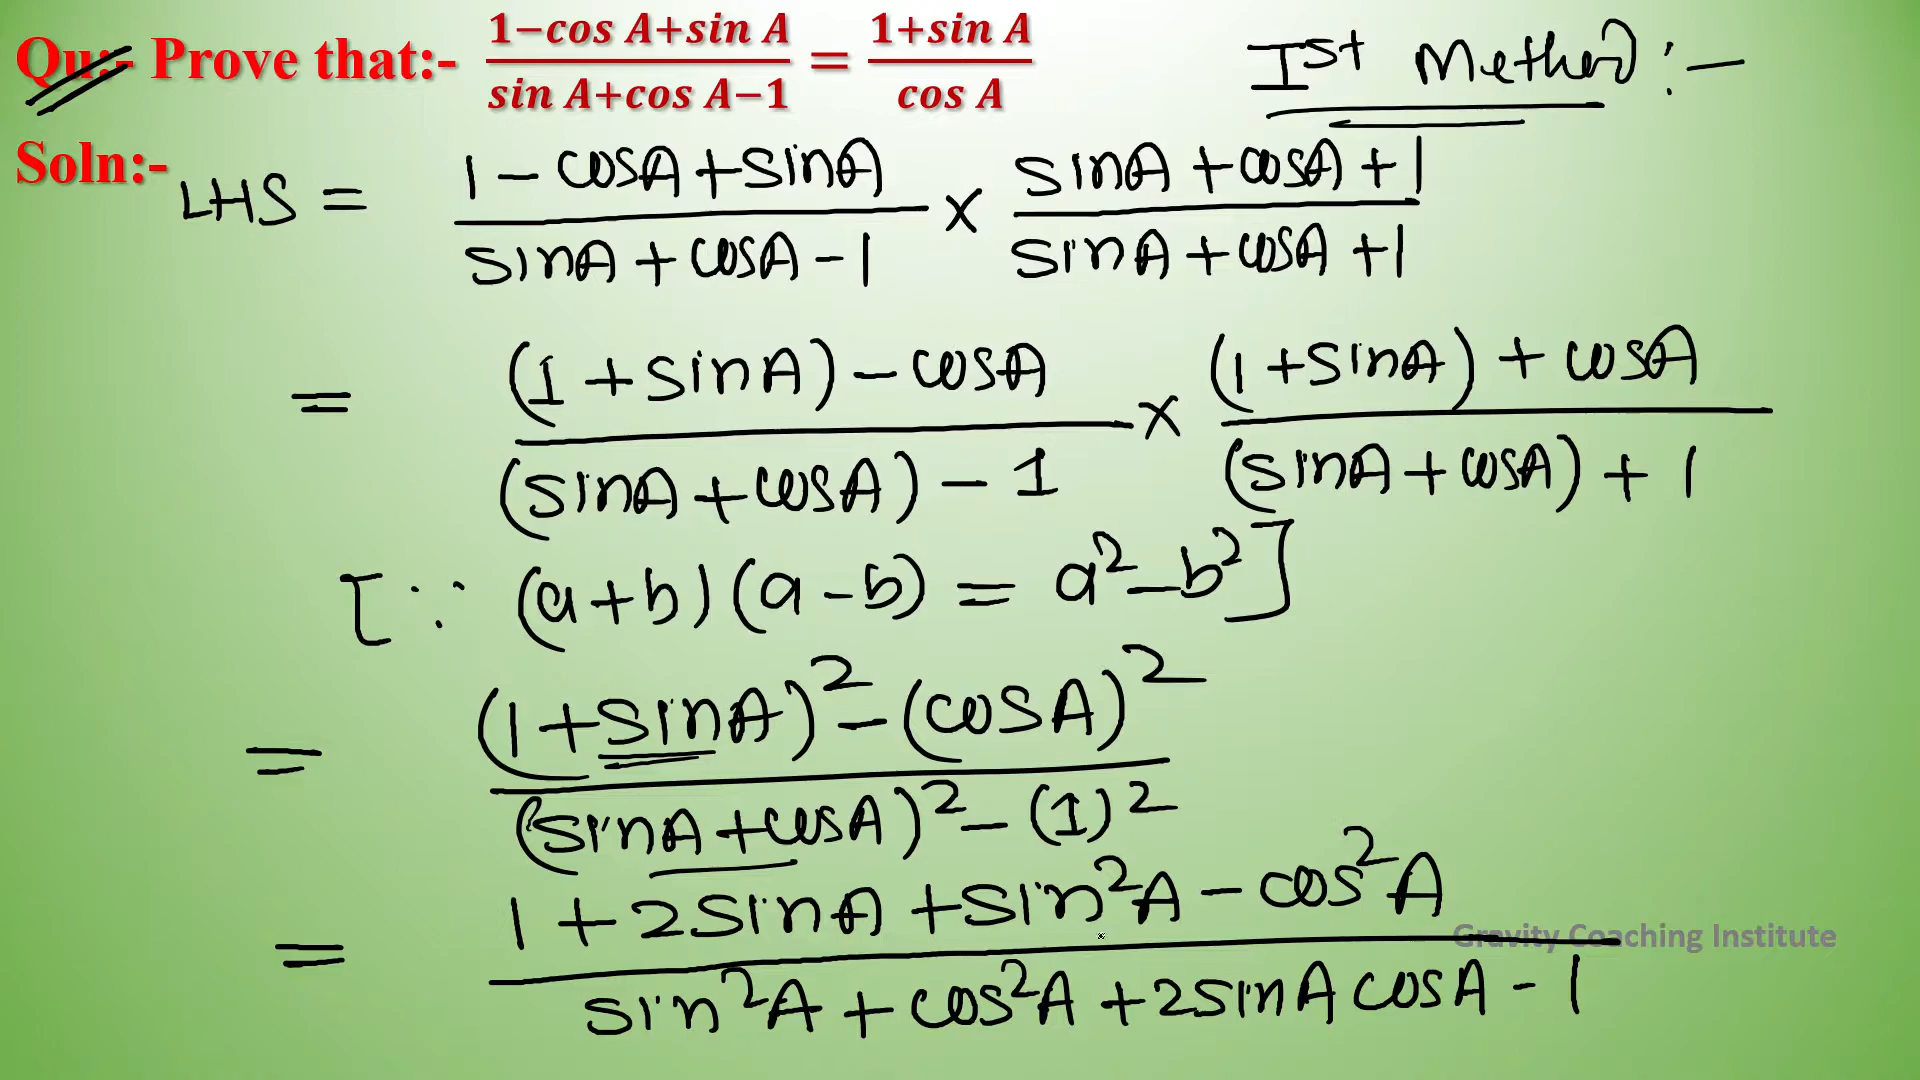 Qu:- Prove that:- (1−cos A+sin A)/(sin A+cos A−1) = (1+sin A)/(cos A)
Ist Method :-
Soln:-
LHS = (1 - cosA + sinA)/(sinA + cosA - 1) × (sinA + cosA + 1)/(sinA + cosA + 1)
= ((1 + sinA) - cosA)/((sinA + cosA) - 1) × ((1 + sinA) + cosA)/((sinA + cosA) + 1)
[∵ (a + b) (a - b) = a² - b²]
= ((1 + sinA)² - (cosA)²)/((sinA + cosA)² - (1)²)
= (1 + 2sinA + sin²A - cos²A)/(sin²A + cos²A + 2sinA cosA - 1)
Gravity Coaching Institute